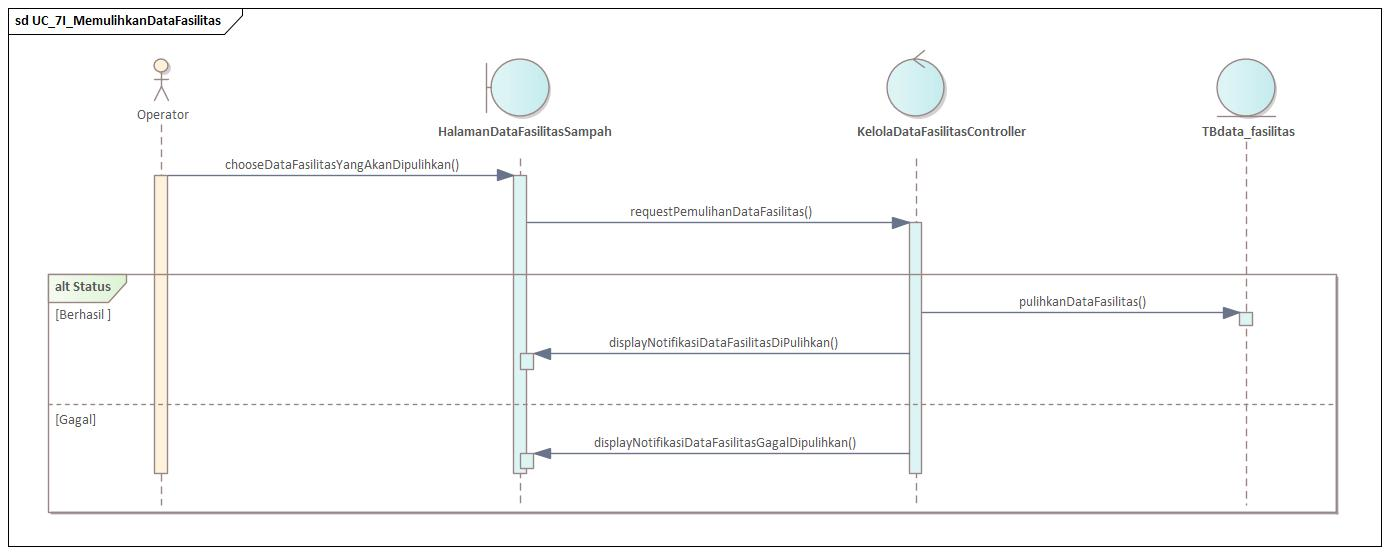 sd UC_7I_MemulihkanDataFasilitas
Operator
HalamanDataFasilitasSampah
KelolaDataFasilitasController
TBdata_fasilitas
chooseDataFasilitasYangAkanDipulihkan()
requestPemulihanDataFasilitas()
alt Status
[Berhasil ]
pulihkanDataFasilitas()
displayNotifikasiDataFasilitasDiPulihkan()
[Gagal]
displayNotifikasiDataFasilitasGagalDipulihkan()